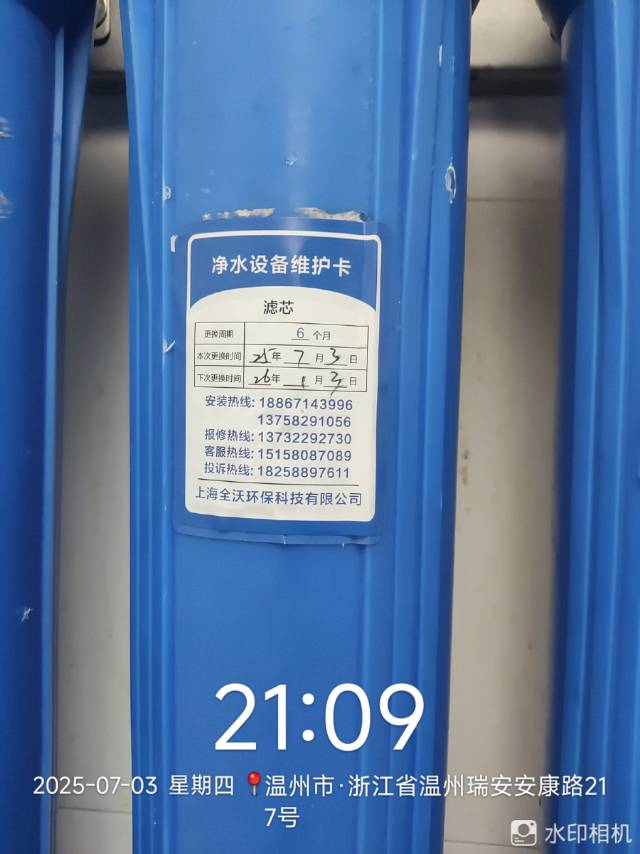 净水设备维护卡
滤芯
更换周期 6 个月
本次更换时间 25年 7 月 3 日
下次更换时间 26年 1 月 3 日
安装热线: 18867143996
13758291056
报修热线: 13732292730
客服热线: 15158087089
投诉热线: 18258897611
上海全沃环保科技有限公司
21:09
2025-07-03 星期四 📍温州市·浙江省温州瑞安安康路21
7号
水印相机